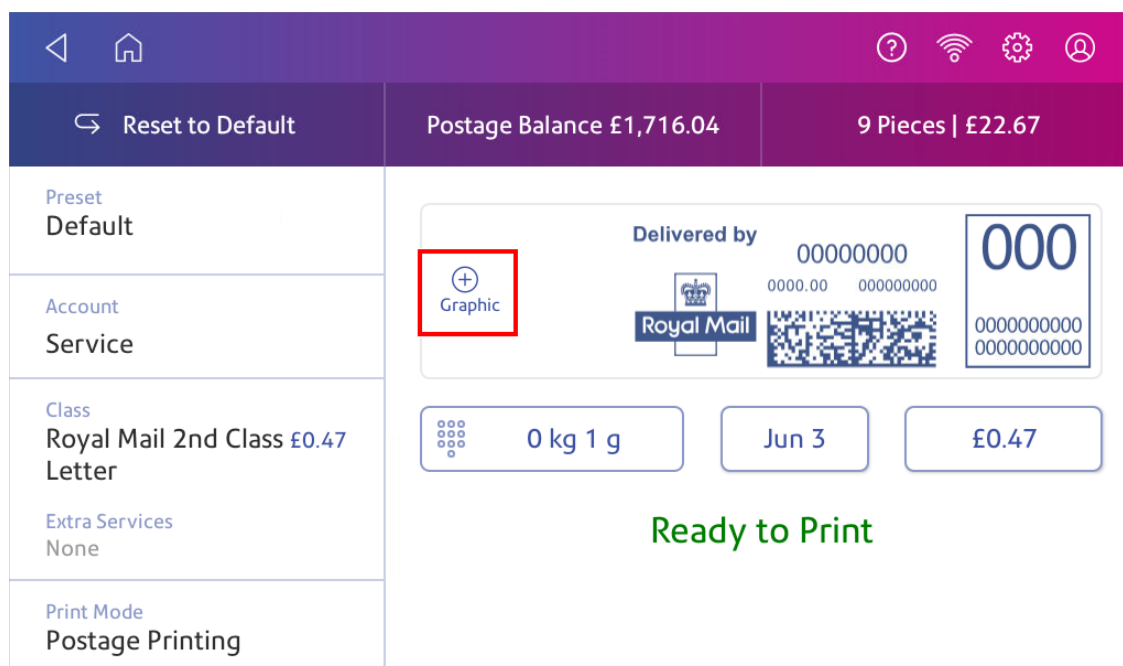 Reset to Default
Postage Balance £1,716.04
9 Pieces | £22.67
Preset
Default
Account
Service
Class
Royal Mail 2nd Class £0.47
Letter
Extra Services
None
Print Mode
Postage Printing
Graphic
Delivered by
Royal Mail
00000000
0000.00 000000000
000
0000000000
0000000000
0 kg 1 g
Jun 3
£0.47
Ready to Print